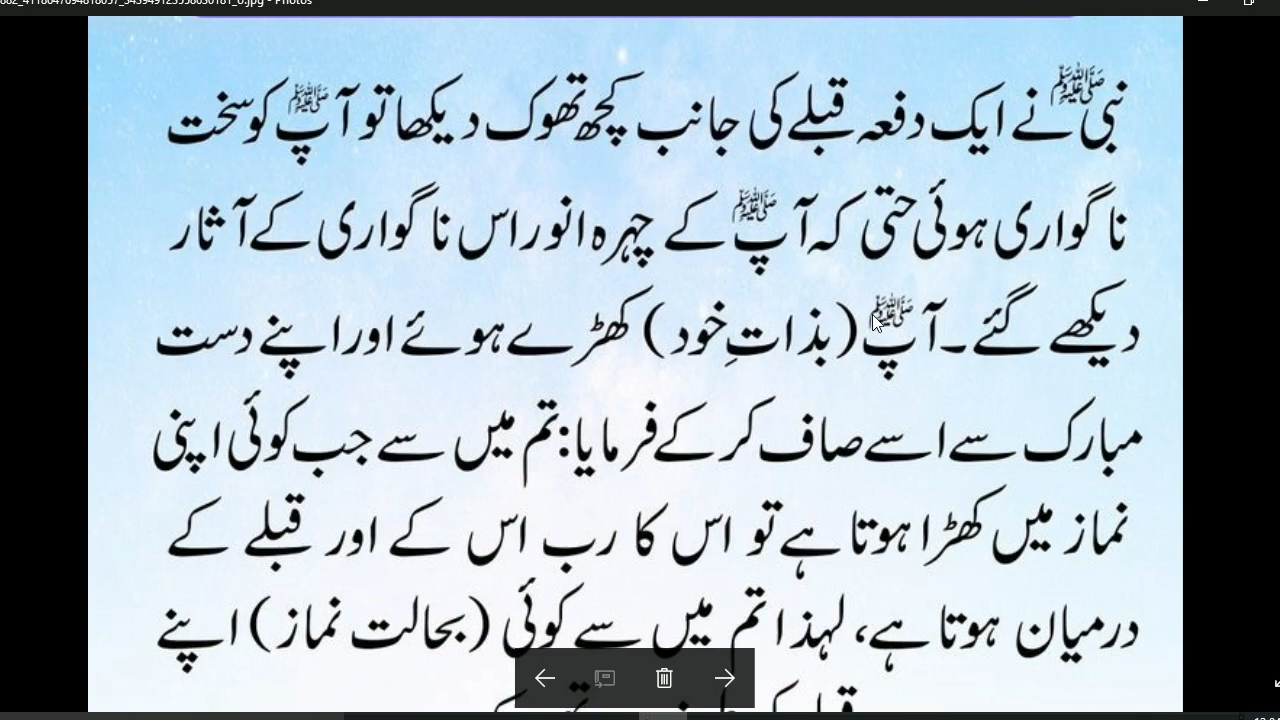 882_4118047694818057_3439491235586301 81_o.jpg - Photos
نبی ﷺ نے ایک دفعہ قبلے کی جانب کچھ تھوک دیکھا تو آپ ﷺ کو سخت
ناگواری ہوئی حتی کہ آپ ﷺ کے چہرہ انور اس ناگواری کے آثار
دیکھے گئے۔ آپ ﷺ (بذاتِ خود) کھڑے ہوئے اور اپنے دست
مبارک سے اسے صاف کر کے فرمایا: تم میں سے جب کوئی اپنی
نماز میں کھڑا ہوتا ہے تو اس کا رب اس کے اور قبلے کے
درمیان ہوتا ہے، لہذا تم میں سے کوئی (بحالت نماز) اپنے